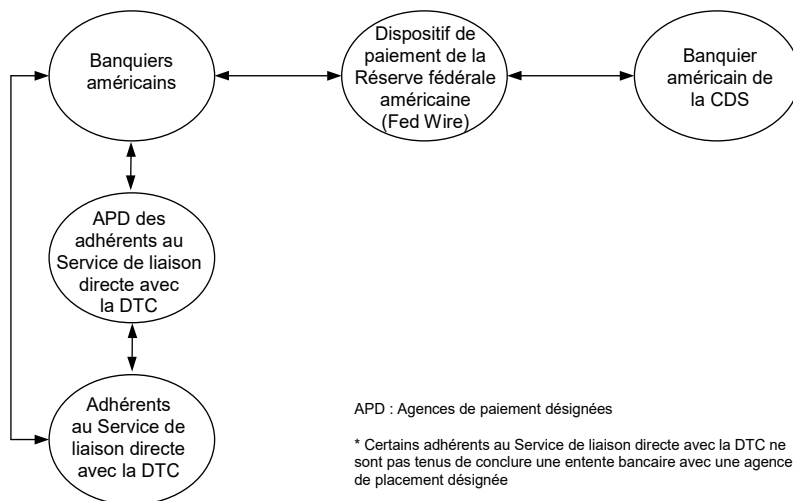 Banquiers
américains
Dispositif de
paiement de la
Réserve fédérale
américaine
(Fed Wire)
Banquier
américain de
la CDS
APD des
adhérents au
Service de liaison
directe avec
la DTC
Adhérents
au Service de
liaison directe
avec la DTC
APD : Agences de paiement désignées
* Certains adhérents au Service de liaison directe avec la DTC ne
sont pas tenus de conclure une entente bancaire avec une agence
de placement désignée